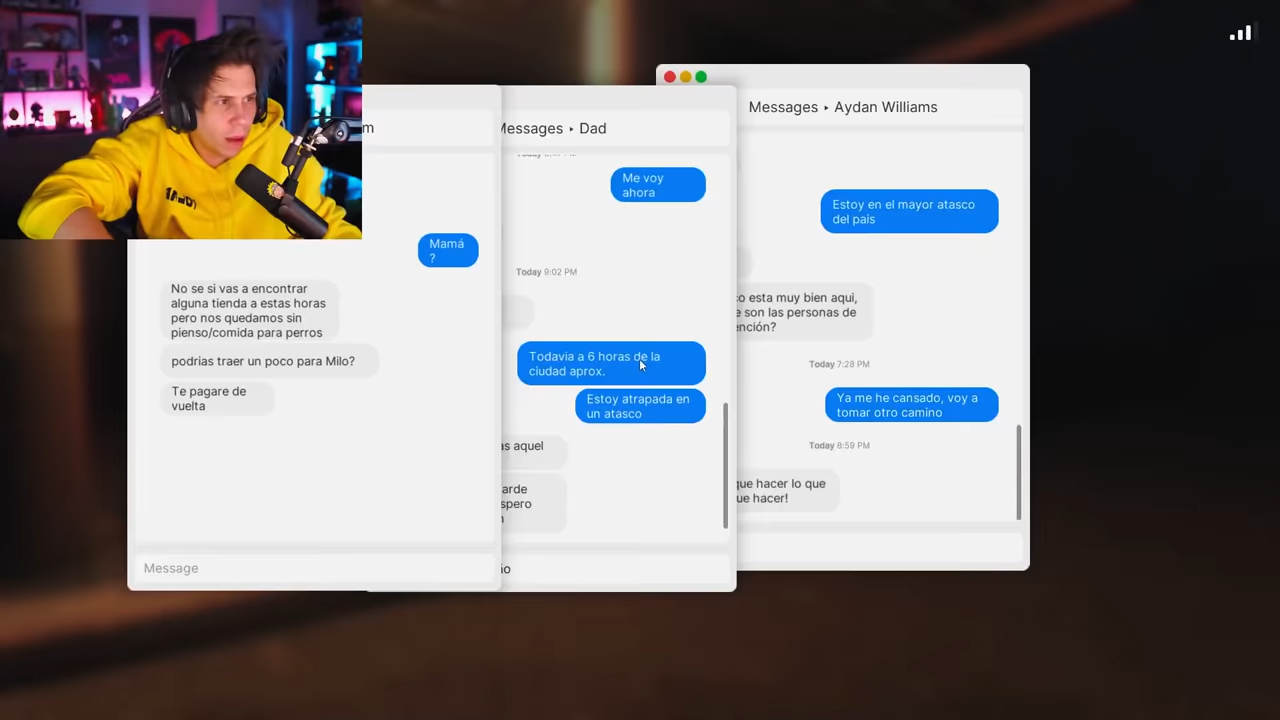 m
Mamá
?
No se si vas a encontrar
alguna tienda a estas horas
pero nos quedamos sin
pienso/comida para perros
podrias traer un poco para Milo?
Te pagare de
vuelta
Message
Messages ‣ Dad
Me voy
ahora
Today 9:02 PM
Todavia a 6 horas de la
ciudad aprox.
Estoy atrapada en
un atasco
as aquel
arde
spero
Messages ‣ Aydan Williams
Estoy en el mayor atasco
del pais
o esta muy bien aqui,
e son las personas de
ención?
Today 7:28 PM
Ya me he cansado, voy a
tomar otro camino
Today 8:59 PM
que hacer lo que
ue hacer!